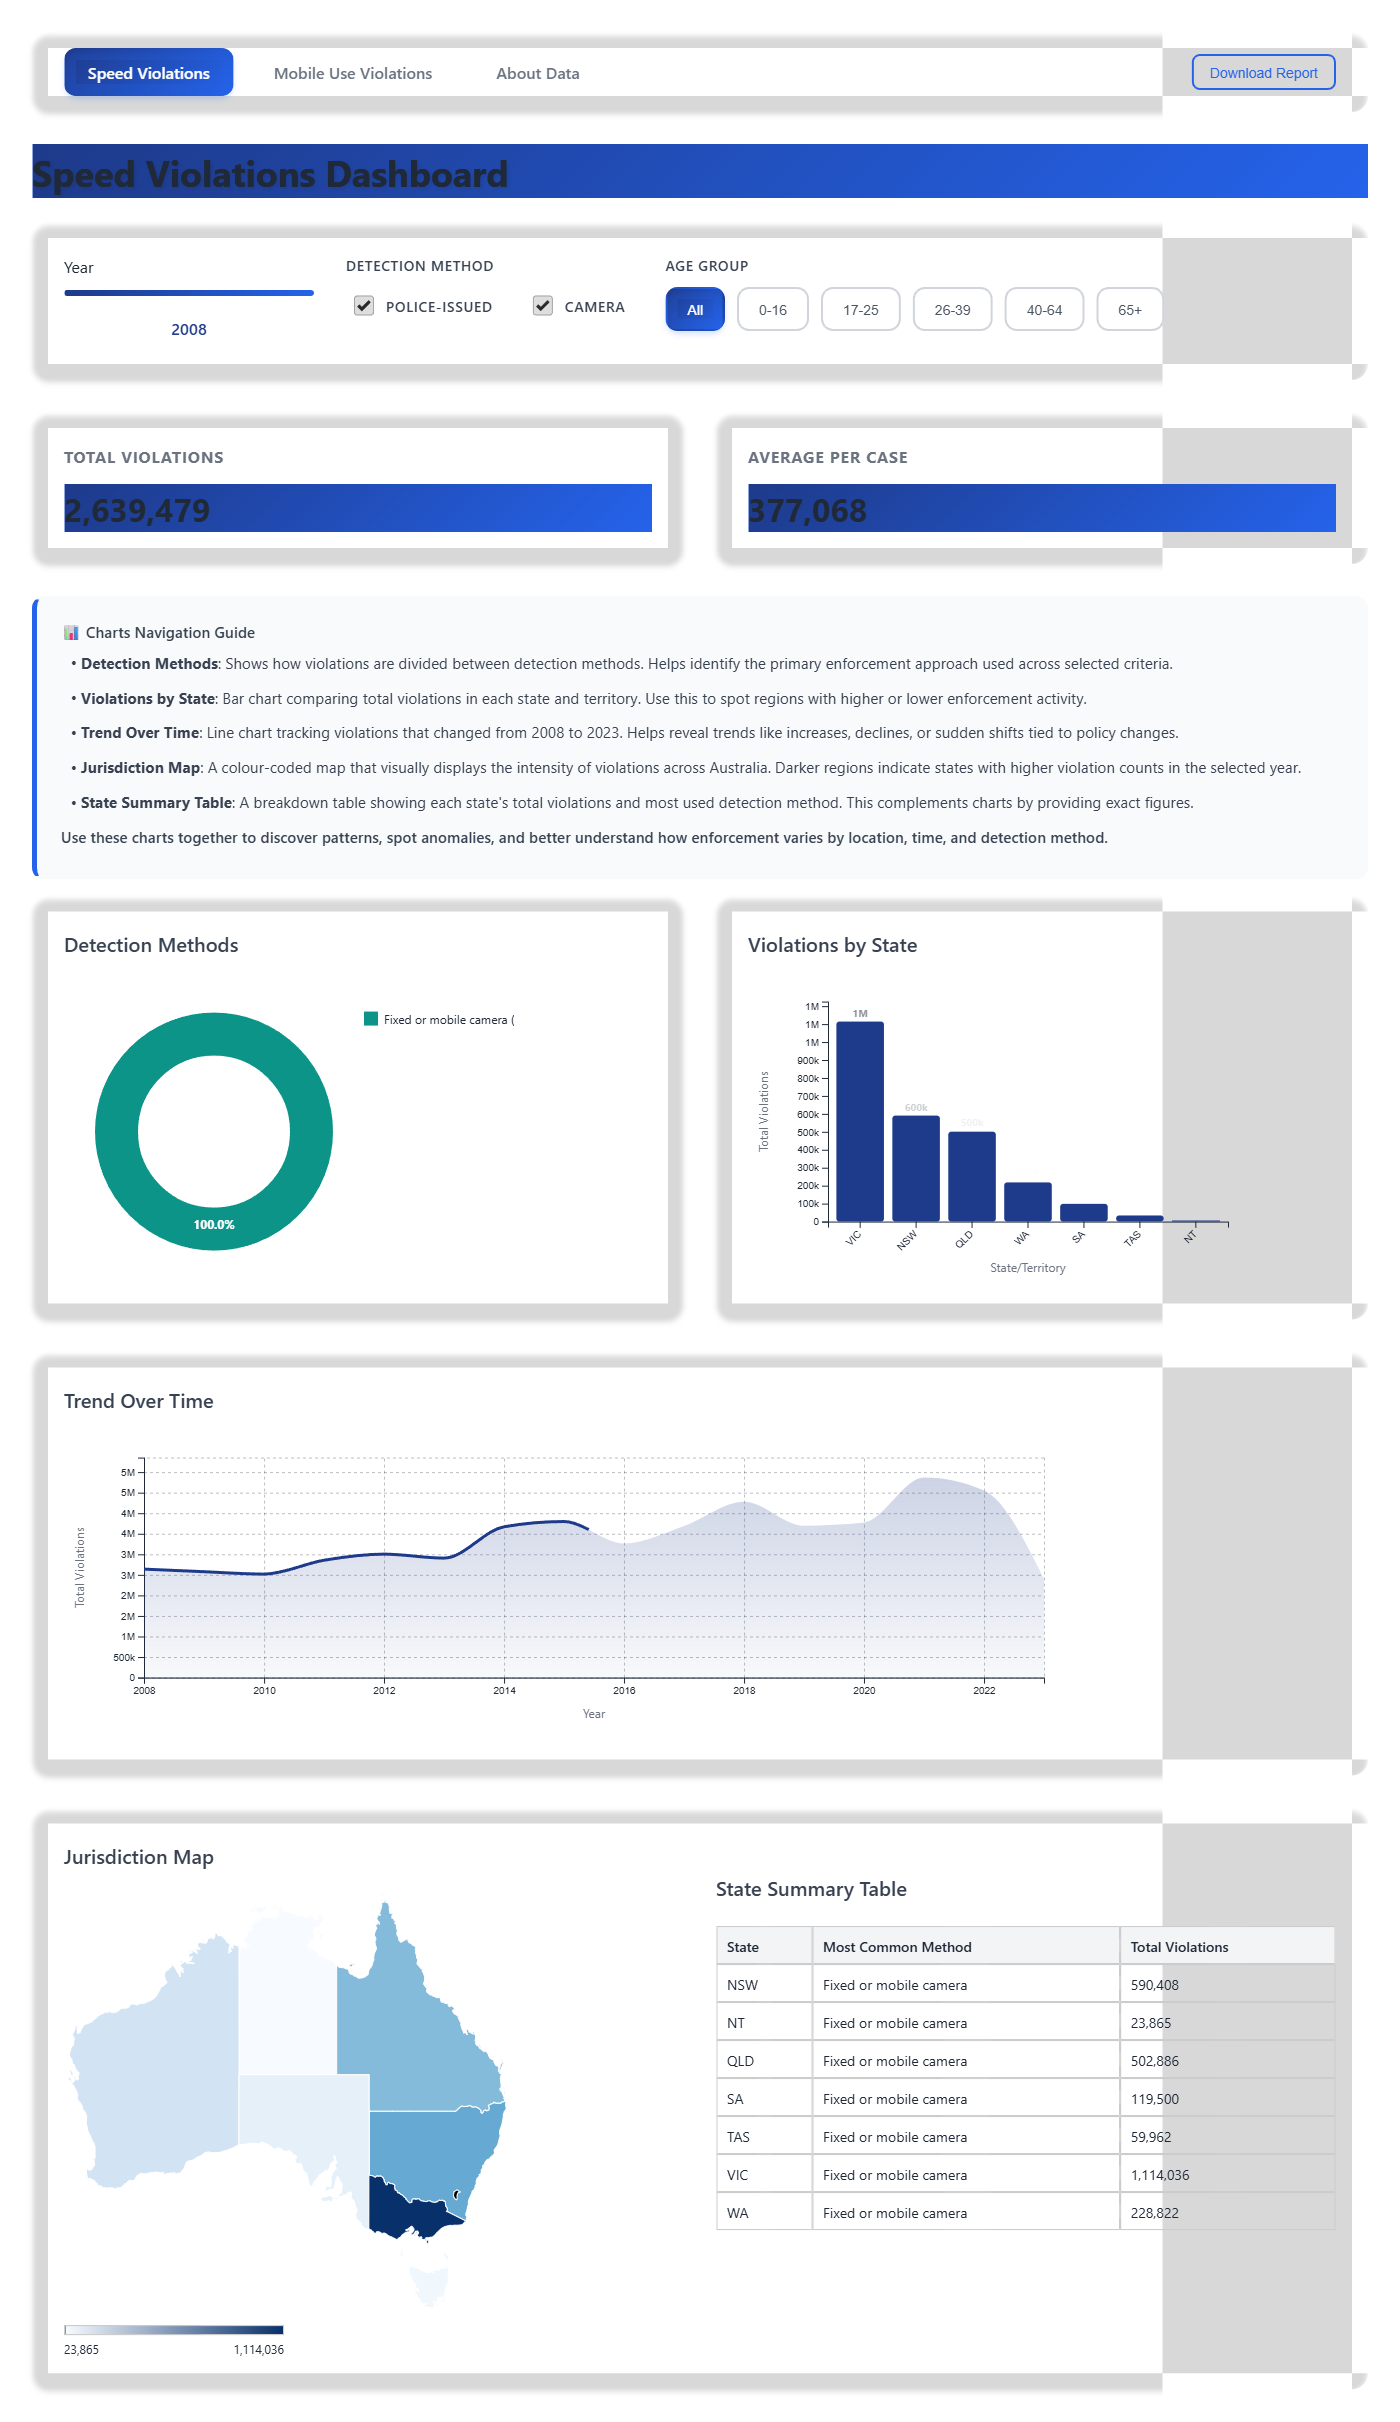 Speed Violations
Mobile Use Violations
About Data
Download Report
Speed Violations Dashboard
Year
2008
DETECTION METHOD
POLICE-ISSUED
CAMERA
AGE GROUP
All
0-16
17-25
26-39
40-64
65+
TOTAL VIOLATIONS
2,639,479
AVERAGE PER CASE
377,068
Charts Navigation Guide
• Detection Methods: Shows how violations are divided between detection methods. Helps identify the primary enforcement approach used across selected criteria.
• Violations by State: Bar chart comparing total violations in each state and territory. Use this to spot regions with higher or lower enforcement activity.
• Trend Over Time: Line chart tracking violations that changed from 2008 to 2023. Helps reveal trends like increases, declines, or sudden shifts tied to policy changes.
• Jurisdiction Map: A colour-coded map that visually displays the intensity of violations across Australia. Darker regions indicate states with higher violation counts in the selected year.
• State Summary Table: A breakdown table showing each state's total violations and most used detection method. This complements charts by providing exact figures.
Use these charts together to discover patterns, spot anomalies, and better understand how enforcement varies by location, time, and detection method.
Detection Methods
Fixed or mobile camera (
100.0%
Violations by State
1M
1M
1M
900k
800k
700k
600k
500k
400k
300k
200k
100k
0
Total Violations
1M
600k
500k
VIC
NSW
QLD
WA
SA
TAS
NT
State/Territory
Trend Over Time
5M
5M
4M
4M
3M
3M
2M
2M
1M
500k
0
Total Violations
2008
2010
2012
2014
2016
2018
2020
2022
Year
Jurisdiction Map
23,865
1,114,036
State Summary Table
State Most Common Method Total Violations
NSW Fixed or mobile camera 590,408
NT Fixed or mobile camera 23,865
QLD Fixed or mobile camera 502,886
SA Fixed or mobile camera 119,500
TAS Fixed or mobile camera 59,962
VIC Fixed or mobile camera 1,114,036
WA Fixed or mobile camera 228,822